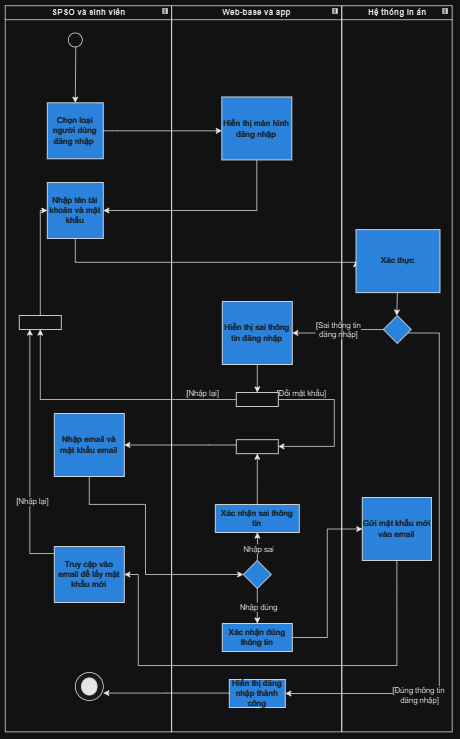 SPSO và sinh viên
Web-base và app
Hệ thống in ấn
Chọn loại
người dùng
đăng nhập
Hiển thị màn hình
đăng nhập
Nhập tên tài
khoản và mật
khẩu
Xác thực
Hiển thị sai thông
tin đăng nhập
[Sai thông tin
đăng nhập]
[Nhập lại]
[Đổi mật khẩu]
Nhập email và
mật khẩu email
[Nhập lại]
Xác nhận sai thông
tin
Gửi mật khẩu mới
vào email
Nhập sai
Truy cập vào
email để lấy mật
khẩu mới
Nhập đúng
Xác nhận đúng
thông tin
Hiển thị đăng
nhập thành
công
[Đúng thông tin
đăng nhập]